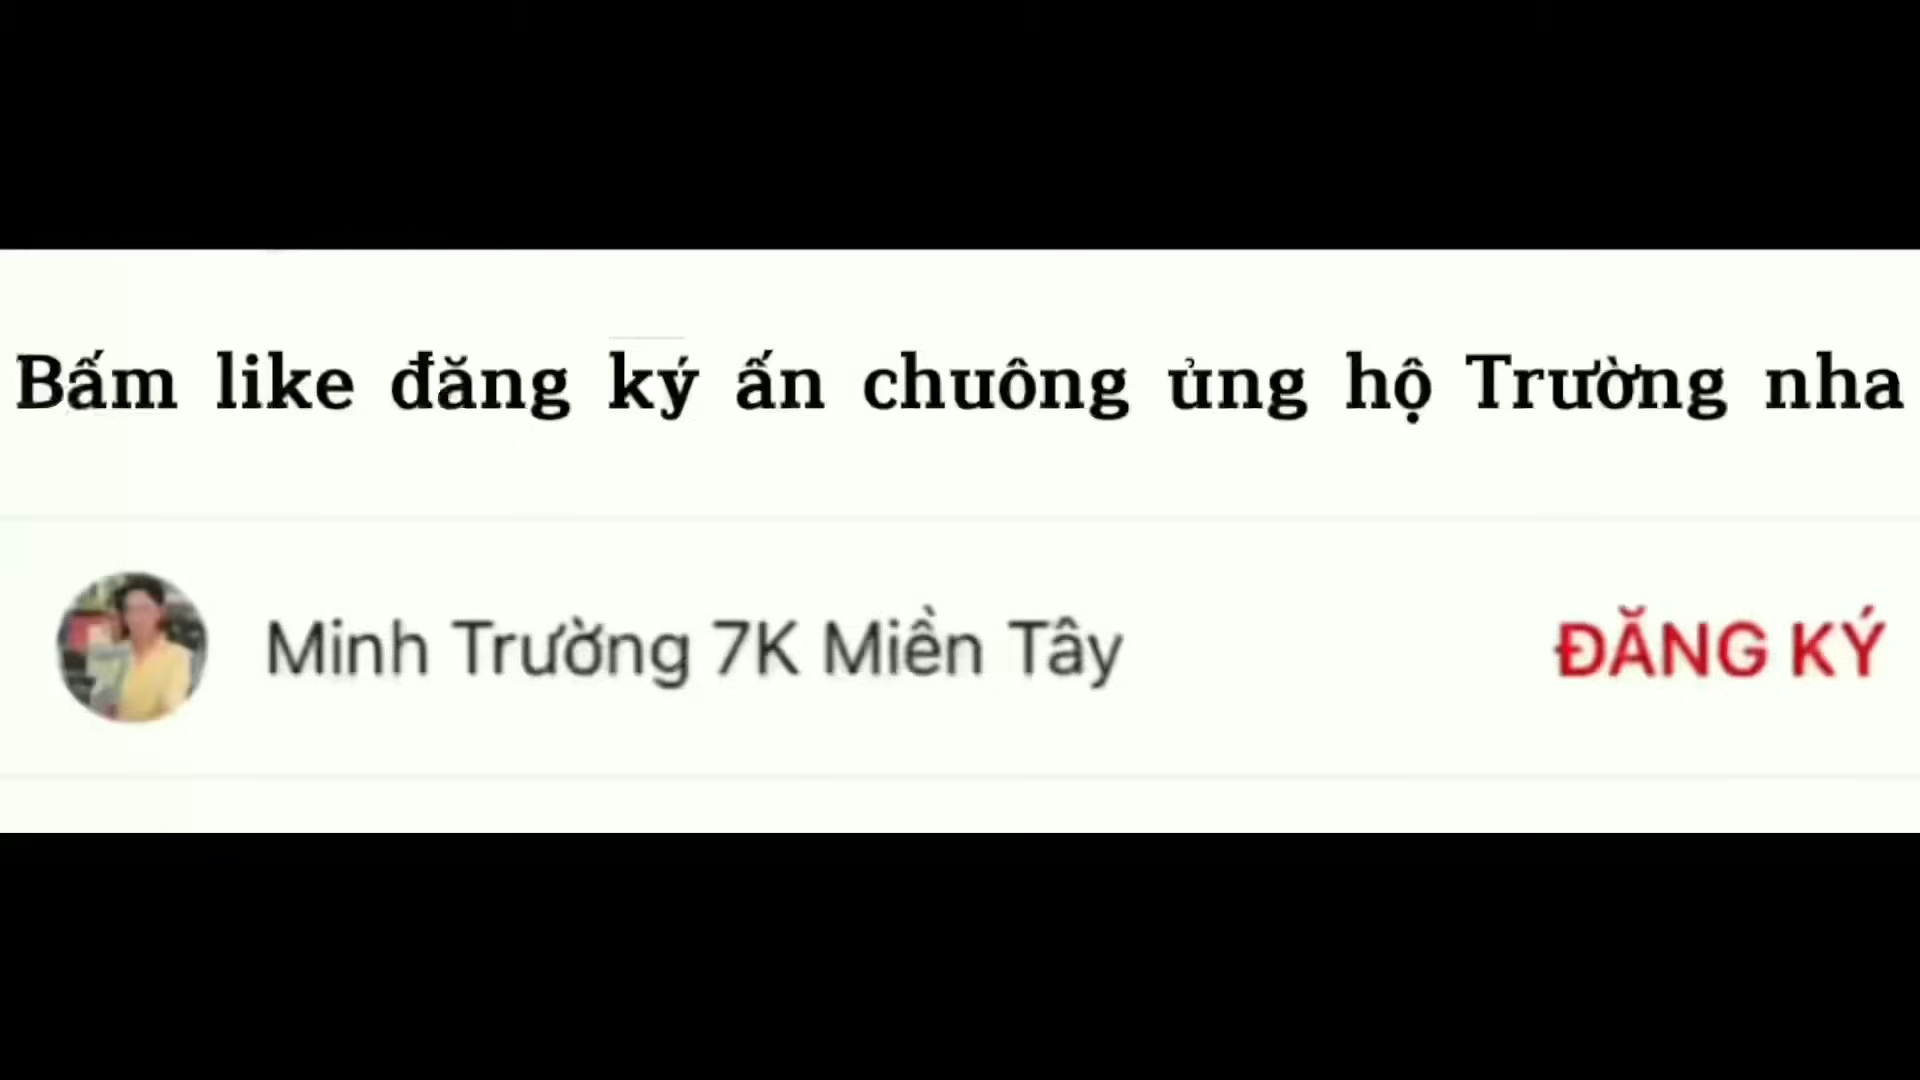 Bấm like đăng ký ấn chuông ủng hộ Trường nha
Minh Trường 7K Miền Tây ĐĂNG KÝ